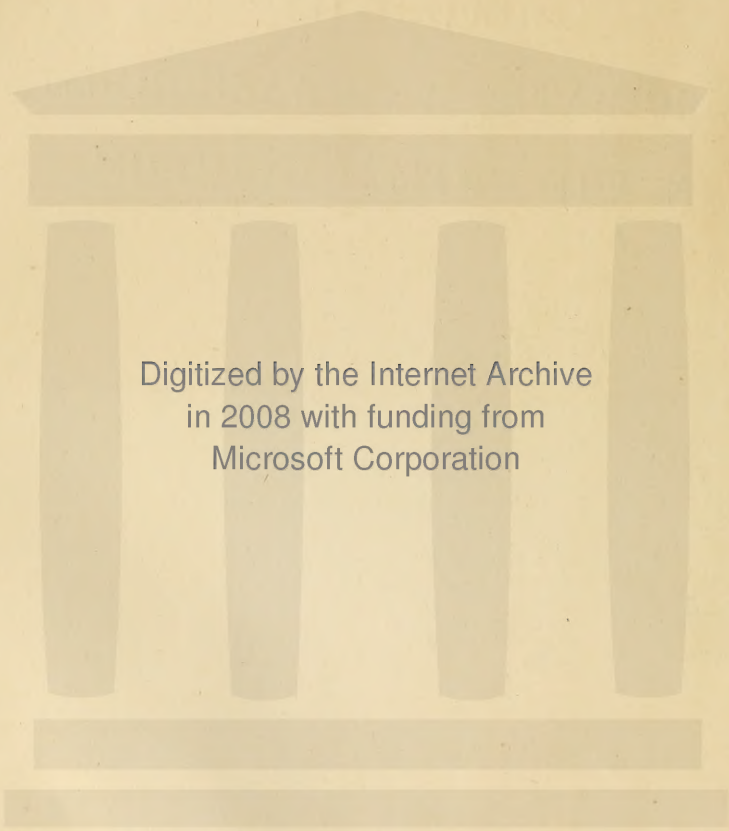 Digitized by the Internet Archive
in 2008 with funding from
Microsoft Corporation